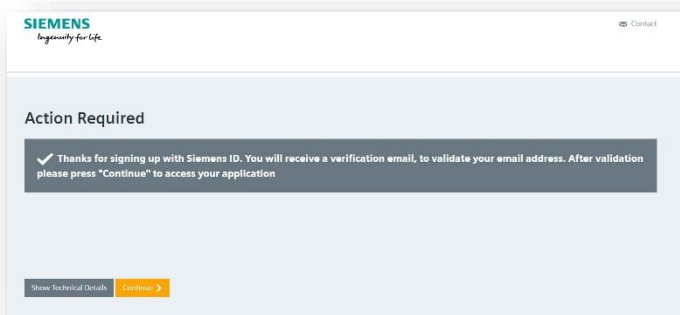 SIEMENS
Ingenuity for life
Contact
Action Required
Thanks for signing up with Siemens ID. You will receive a verification email, to validate your email address. After validation
please press "Continue" to access your application
Show Technical Details
Continue